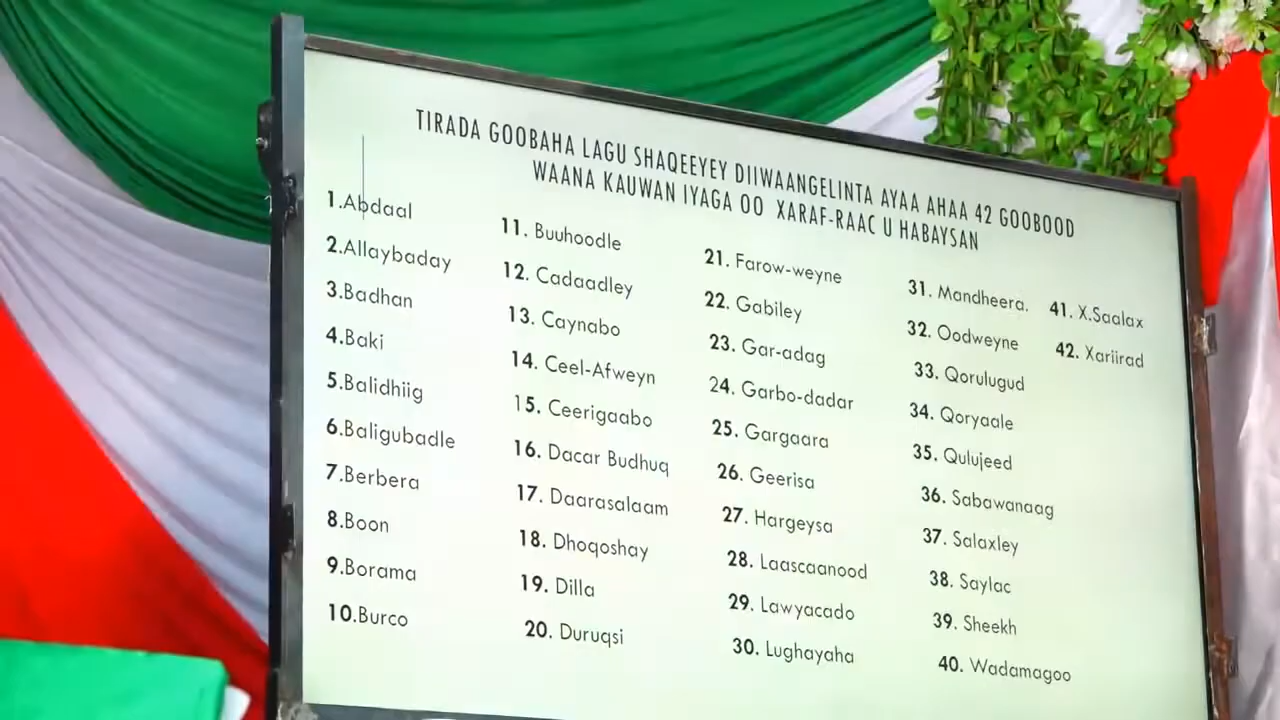 TIRADA GOOBAHA LAGU SHAQEEYEY DIIWAANGELINTA AYAA AHAA 42 GOOBOOD
WAANA KAUWAN IYAGA OO XARAF-RAAC U HABAYSAN
1.Abdaal
2.Allaybaday
3.Badhan
4.Baki
5.Balidhiig
6.Baligubadle
7.Berbera
8.Boon
9.Borama
10.Burco
11. Buuhoodle
12. Cadaadley
13. Caynabo
14. Ceel-Afweyn
15. Ceerigaabo
16. Dacar Budhuq
17. Daarasalaam
18. Dhoqoshay
19. Dilla
20. Duruqsi
21. Farow-weyne
22. Gabiley
23. Gar-adag
24. Garbo-dadar
25. Gargaara
26. Geerisa
27. Hargeysa
28. Laascaanood
29. Lawyacado
30. Lughayaha
31. Mandheera.
32. Oodweyne
33. Qorulugud
34. Qoryaale
35. Qulujeed
36. Sabawanaag
37. Salaxley
38. Saylac
39. Sheekh
40. Wadamagoo
41. X.Saalax
42. Xariirad